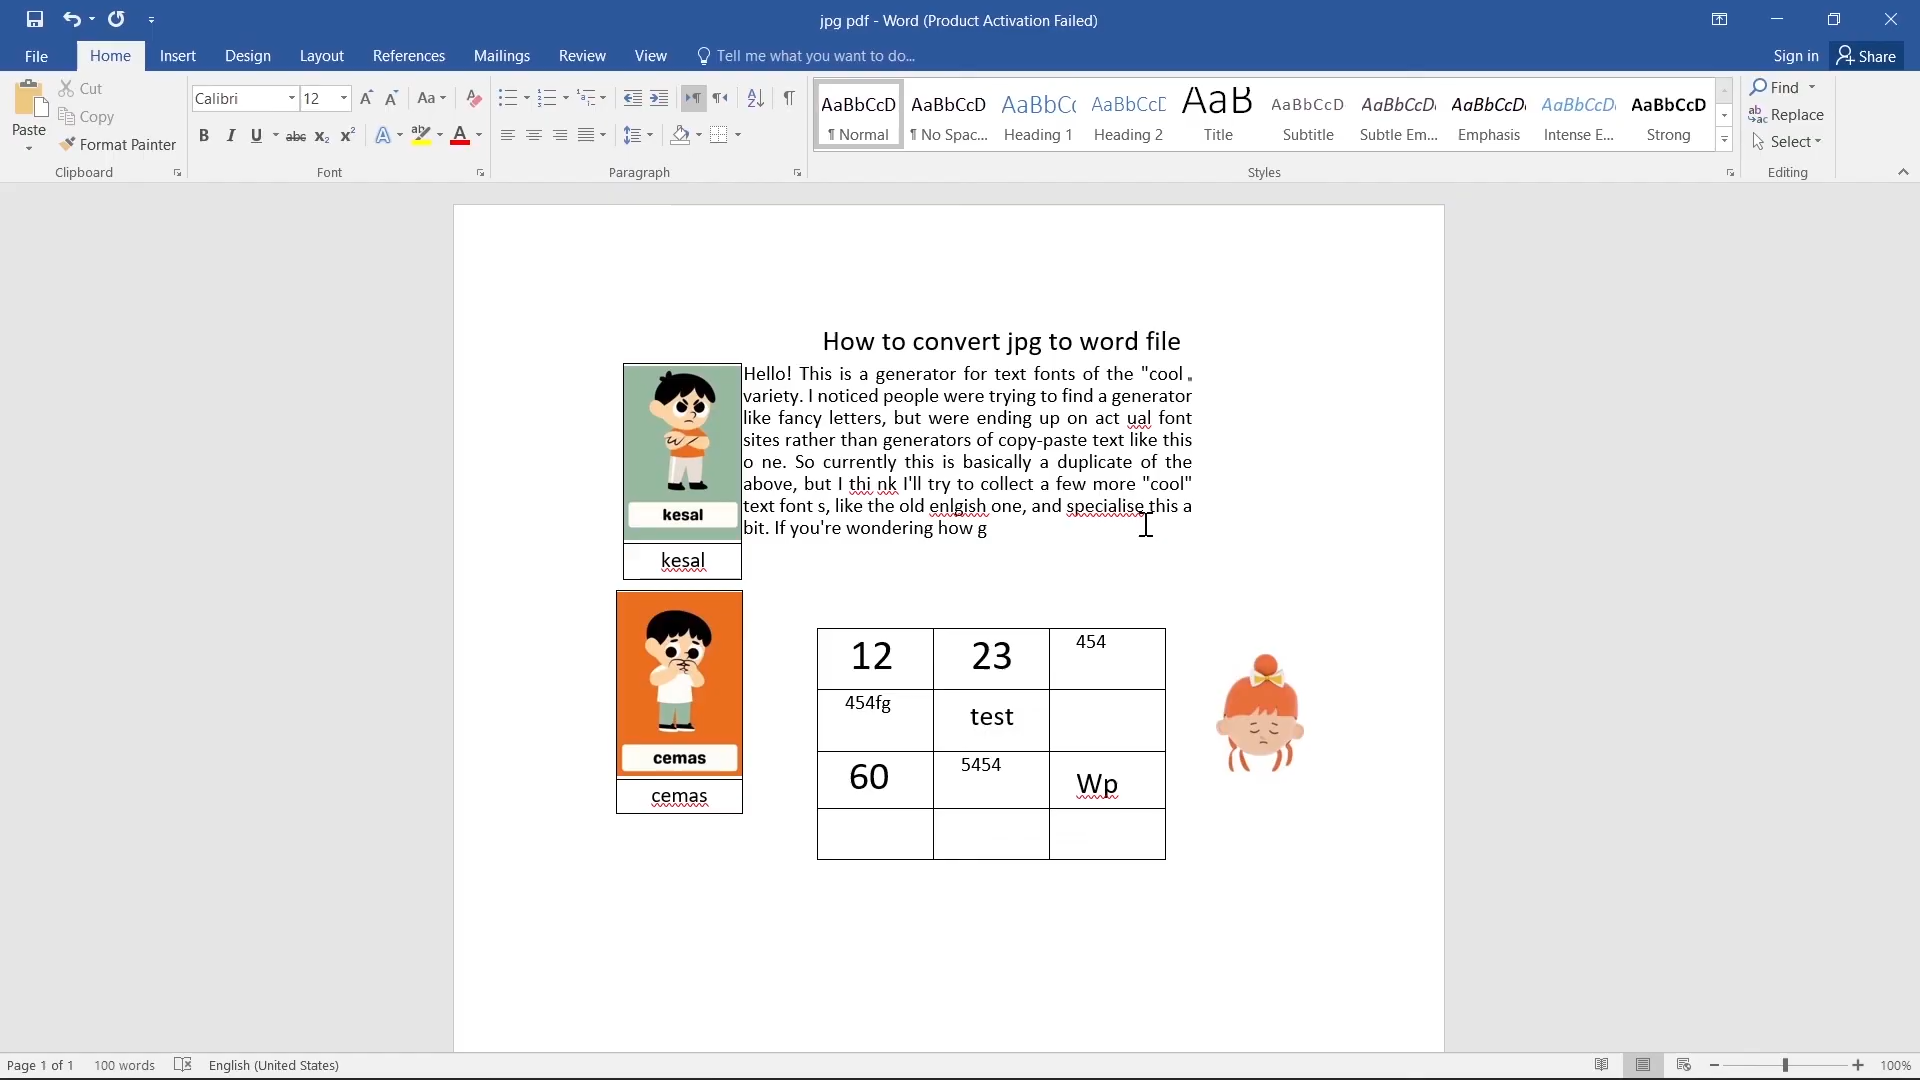 jpg pdf - Word (Product Activation Failed)
File Home Insert Design Layout References Mailings Review View Tell me what you want to do... Sign in Share
Paste
Cut
Copy
Format Painter
Clipboard
Calibri 12 Aa
B I U abc x₂ x² A ab A
Font
Paragraph
AaBbCcD AaBbCcD AaBbC AaBbCcD AaB AaBbCcD AaBbCcD AaBbCcD AaBbCcD AaBbCcD
¶ Normal ¶ No Spac... Heading 1 Heading 2 Title Subtitle Subtle Em... Emphasis Intense E... Strong
Styles
Find
Replace
Select
Editing
How to convert jpg to word file
Hello! This is a generator for text fonts of the "cool "
variety. I noticed people were trying to find a generator
like fancy letters, but were ending up on act ual font
sites rather than generators of copy-paste text like this
o ne. So currently this is basically a duplicate of the
above, but I thi nk I'll try to collect a few more "cool"
text font s, like the old enlgish one, and specialise this a
bit. If you're wondering how g
kesal
kesal
cemas
cemas
12 23 454
454fg test
60 5454 Wp
Page 1 of 1 100 words English (United States) 100%